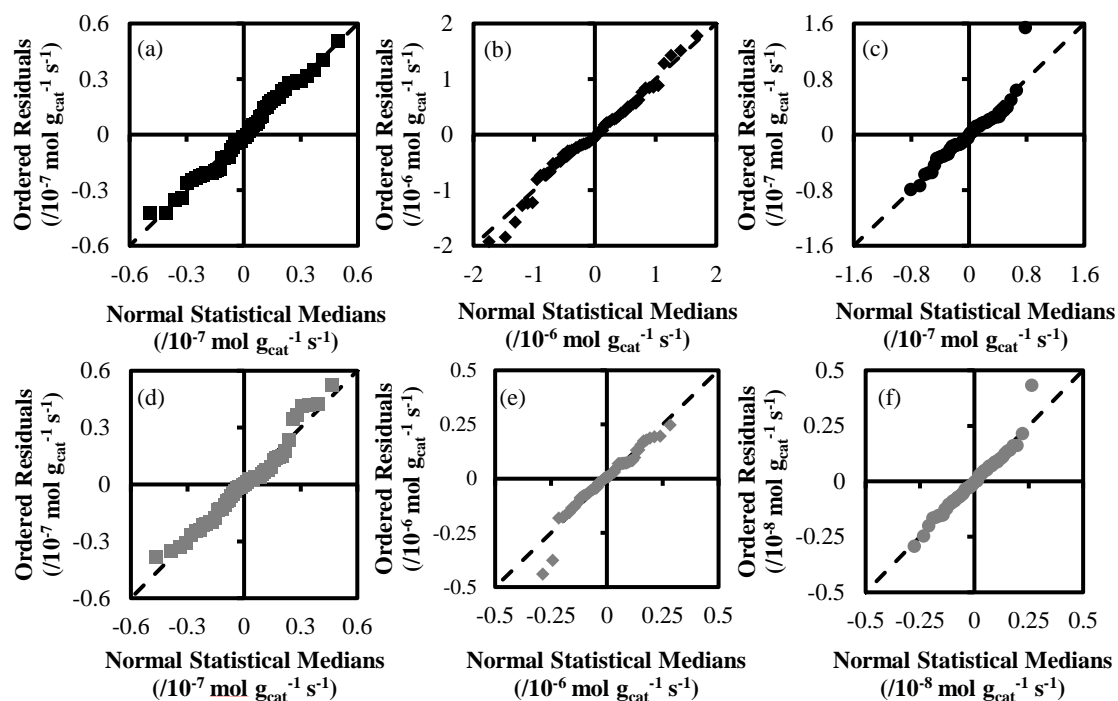 Ordered Residuals
(/10⁻⁷ mol g_cat⁻¹ s⁻¹)
0.6
0.3
0
-0.3
-0.6
(a)
-0.6 -0.3 0 0.3 0.6
Normal Statistical Medians
(/10⁻⁷ mol g_cat⁻¹ s⁻¹)
Ordered Residuals
(/10⁻⁶ mol g_cat⁻¹ s⁻¹)
2
1
0
-1
-2
(b)
-2 -1 0 1 2
Normal Statistical Medians
(/10⁻⁶ mol g_cat⁻¹ s⁻¹)
Ordered Residuals
(/10⁻⁷ mol g_cat⁻¹ s⁻¹)
1.6
0.8
0
-0.8
-1.6
(c)
-1.6 -0.8 0 0.8 1.6
Normal Statistical Medians
(/10⁻⁷ mol g_cat⁻¹ s⁻¹)
Ordered Residuals
(/10⁻⁷ mol g_cat⁻¹ s⁻¹)
0.6
0.3
0
-0.3
-0.6
(d)
-0.6 -0.3 0 0.3 0.6
Normal Statistical Medians
(/10⁻⁷ mol g_cat⁻¹ s⁻¹)
Ordered Residuals
(/10⁻⁶ mol g_cat⁻¹ s⁻¹)
0.5
0.25
0
-0.25
-0.5
(e)
-0.5 -0.25 0 0.25 0.5
Normal Statistical Medians
(/10⁻⁶ mol g_cat⁻¹ s⁻¹)
Ordered Residuals
(/10⁻⁸ mol g_cat⁻¹ s⁻¹)
0.5
0.25
0
-0.25
-0.5
(f)
-0.5 -0.25 0 0.25 0.5
Normal Statistical Medians
(/10⁻⁸ mol g_cat⁻¹ s⁻¹)